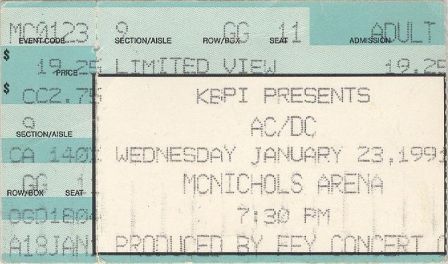 MC0123 9 GG 11 ADULT
EVENT CODE SECTION/AISLE ROW/BOX SEAT ADMISSION
$ 19.25 LIMITED VIEW 19.25
PRICE
$ CC2.75 KBPI PRESENTS
9 AC/DC
SECTION/AISLE
CA 140 WEDNESDAY JANUARY 23,199
GG 1 MCNICHOLS ARENA
ROW/BOX SEAT
7:30 PM
A18JAN PRODUCED BY FEY CONCERT